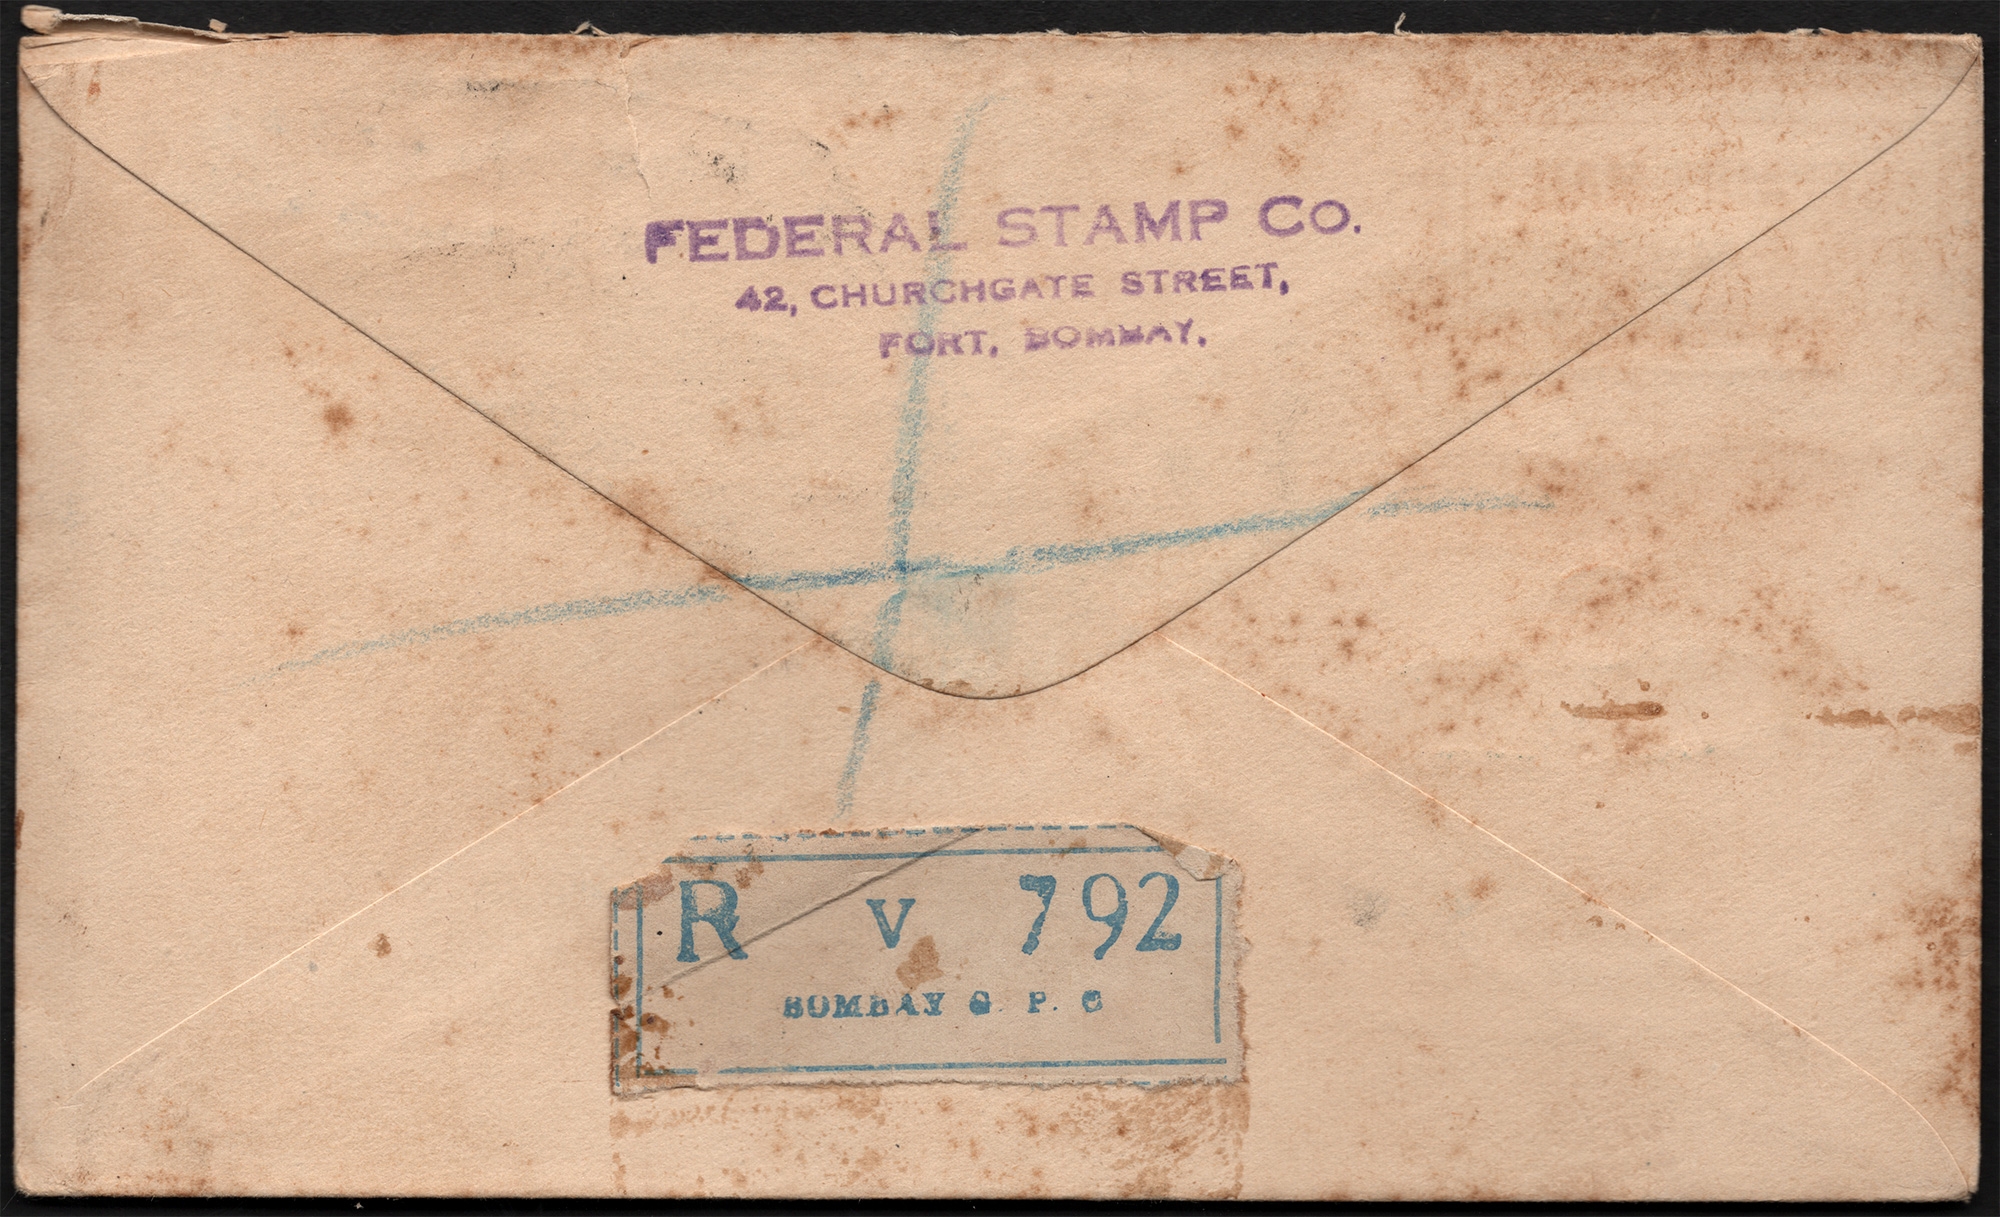 FEDERAL STAMP CO.
42, CHURCHGATE STREET,
FORT, BOMBAY.
R V 792
BOMBAY G. P. O